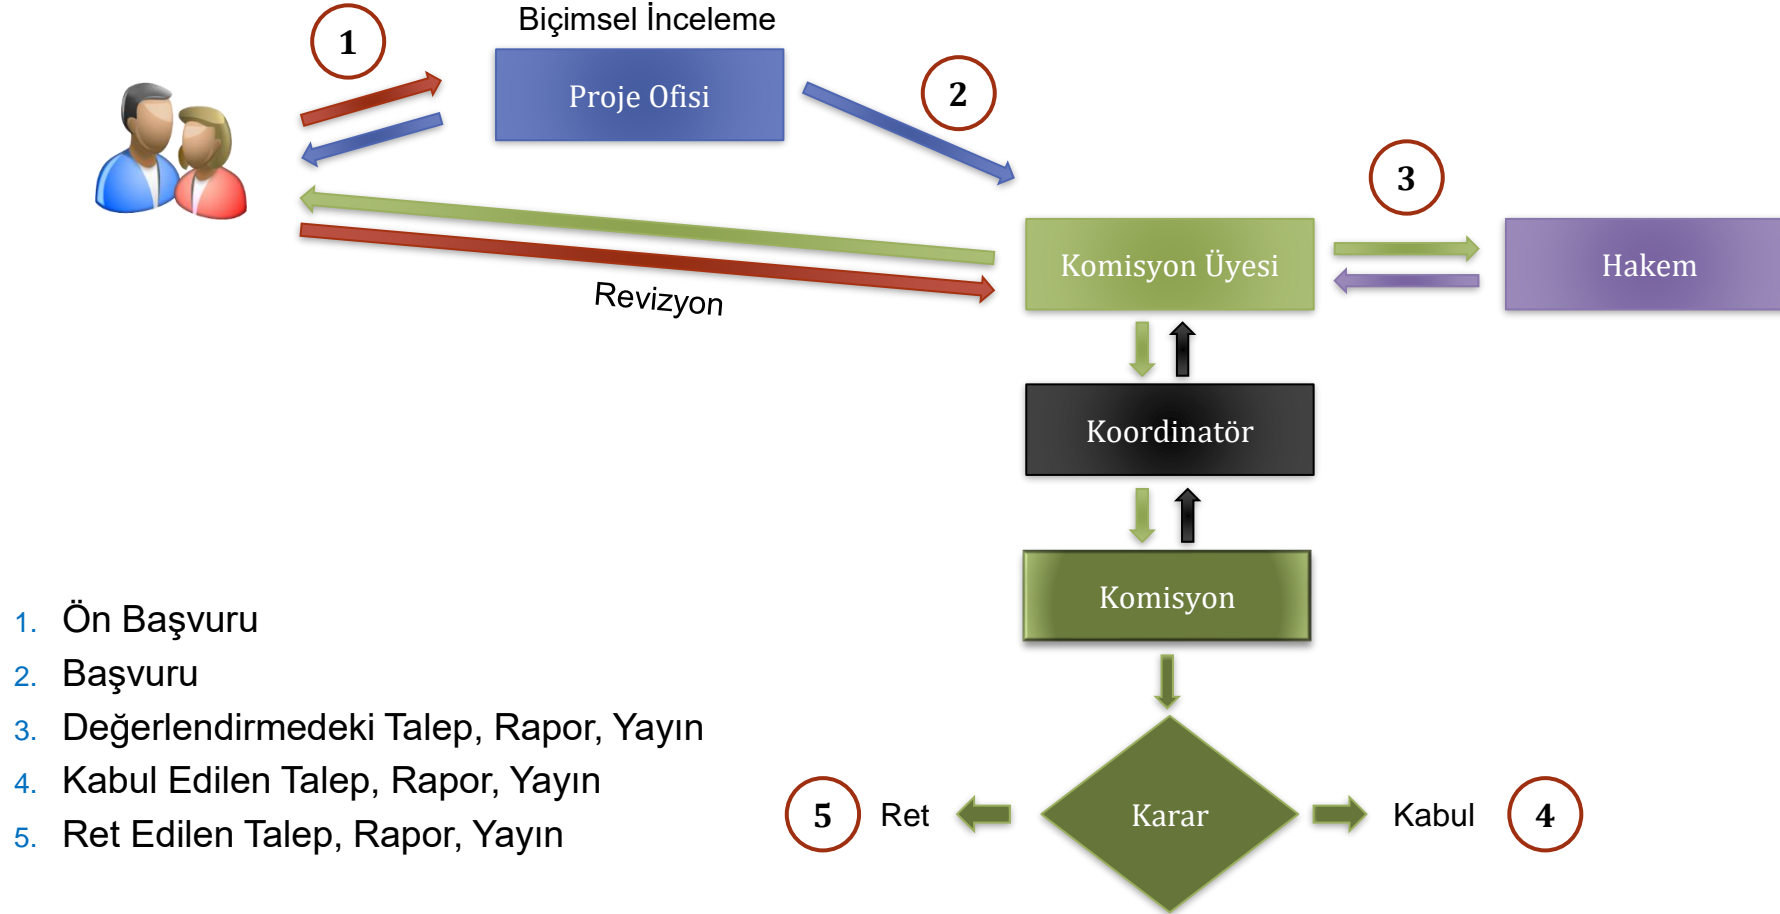 Biçimsel İnceleme
1
Proje Ofisi
2
3
Komisyon Üyesi
Hakem
Revizyon
Koordinatör
Komisyon
1. Ön Başvuru
2. Başvuru
3. Değerlendirmedeki Talep, Rapor, Yayın
4. Kabul Edilen Talep, Rapor, Yayın
5. Ret Edilen Talep, Rapor, Yayın
5 Ret
Karar
Kabul 4